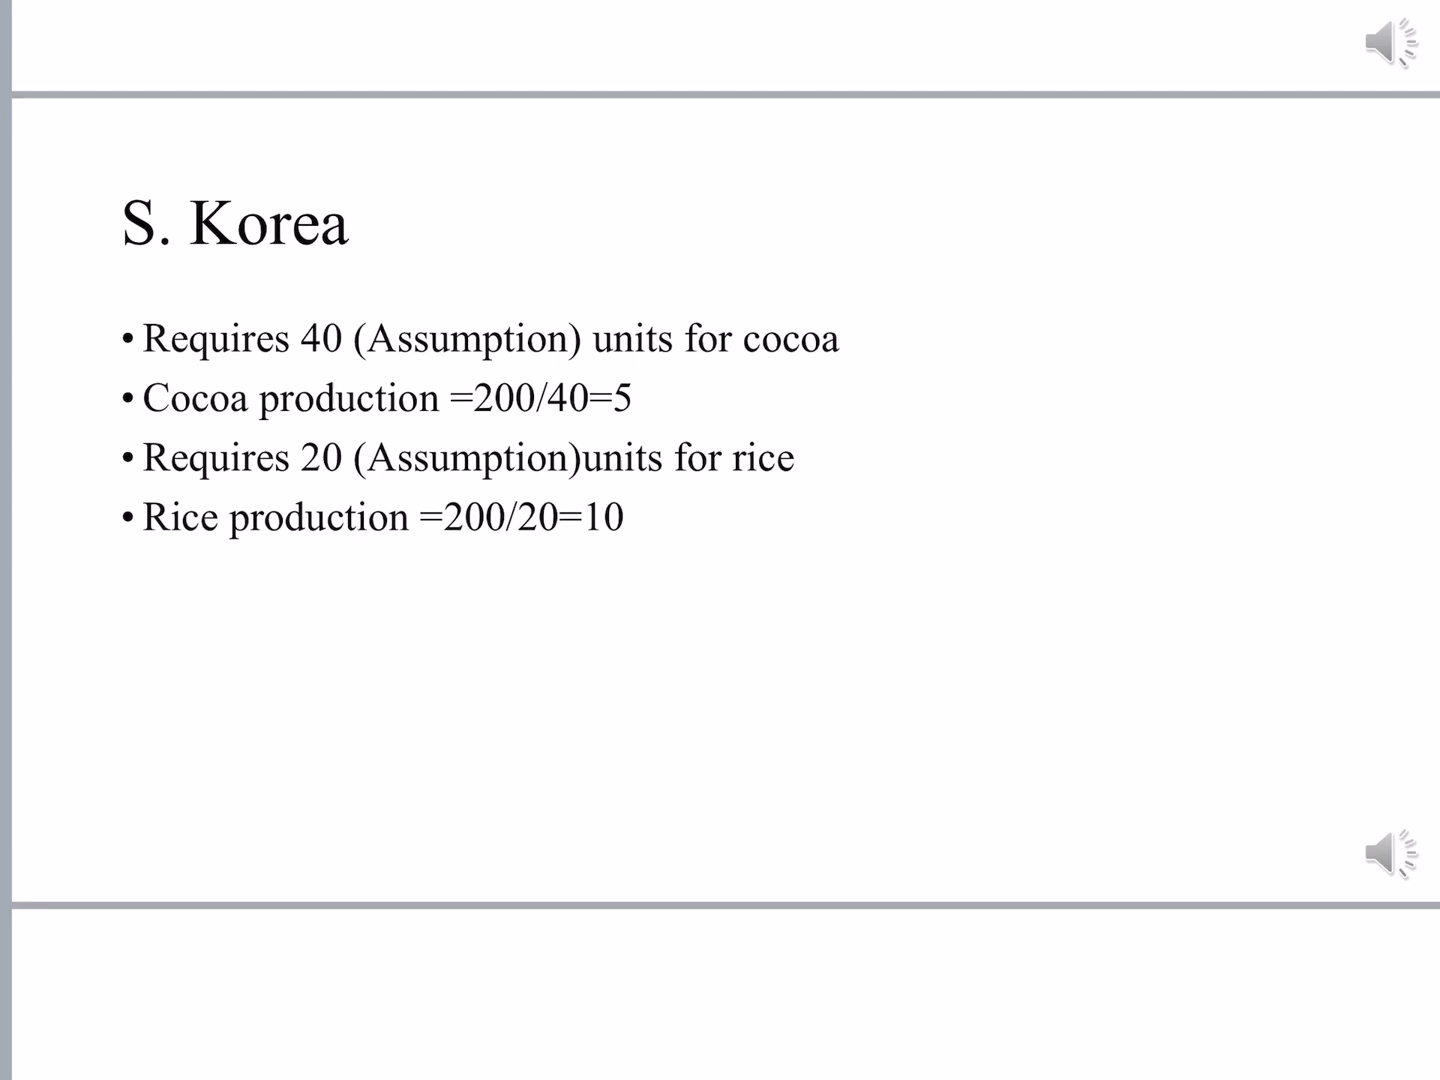 S. Korea
• Requires 40 (Assumption) units for cocoa
• Cocoa production =200/40=5
• Requires 20 (Assumption)units for rice
• Rice production =200/20=10